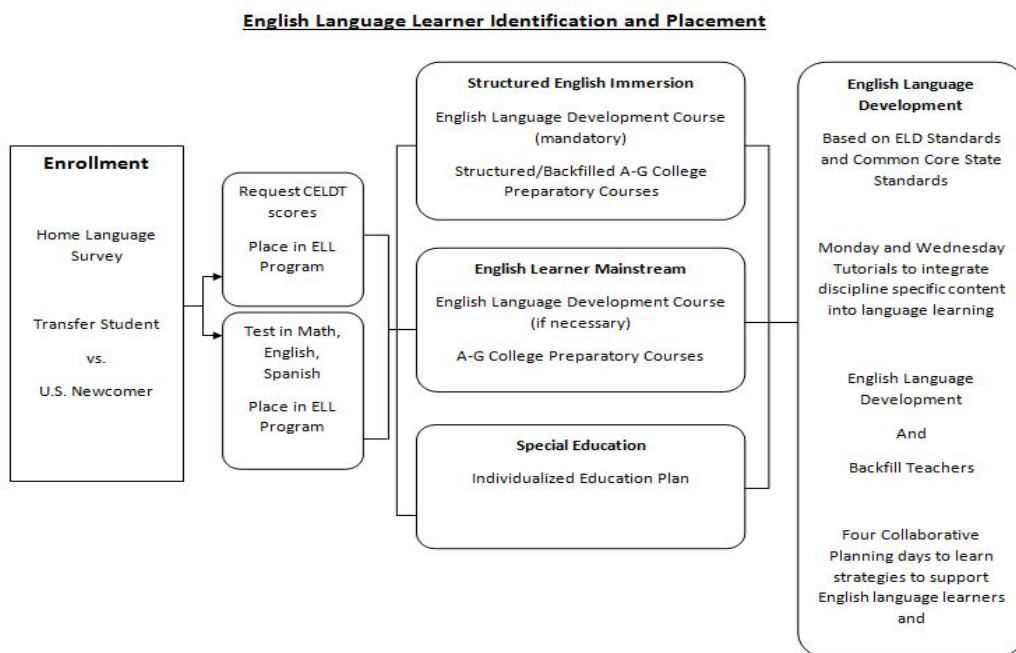 English Language Learner Identification and Placement
Enrollment
Home Language
Survey
Transfer Student
vs.
U.S. Newcomer
Request CELDT
scores
Place in ELL
Program
Test in Math,
English,
Spanish
Place in ELL
Program
Structured English Immersion
English Language Development Course
(mandatory)
Structured/Backfilled A-G College
Preparatory Courses
English Learner Mainstream
English Language Development Course
(if necessary)
A-G College Preparatory Courses
Special Education
Individualized Education Plan
English Language
Development
Based on ELD Standards
and Common Core State
Standards
Monday and Wednesday
Tutorials to integrate
discipline specific content
into language learning
English Language
Development
And
Backfill Teachers
Four Collaborative
Planning days to learn
strategies to support
English language learners
and